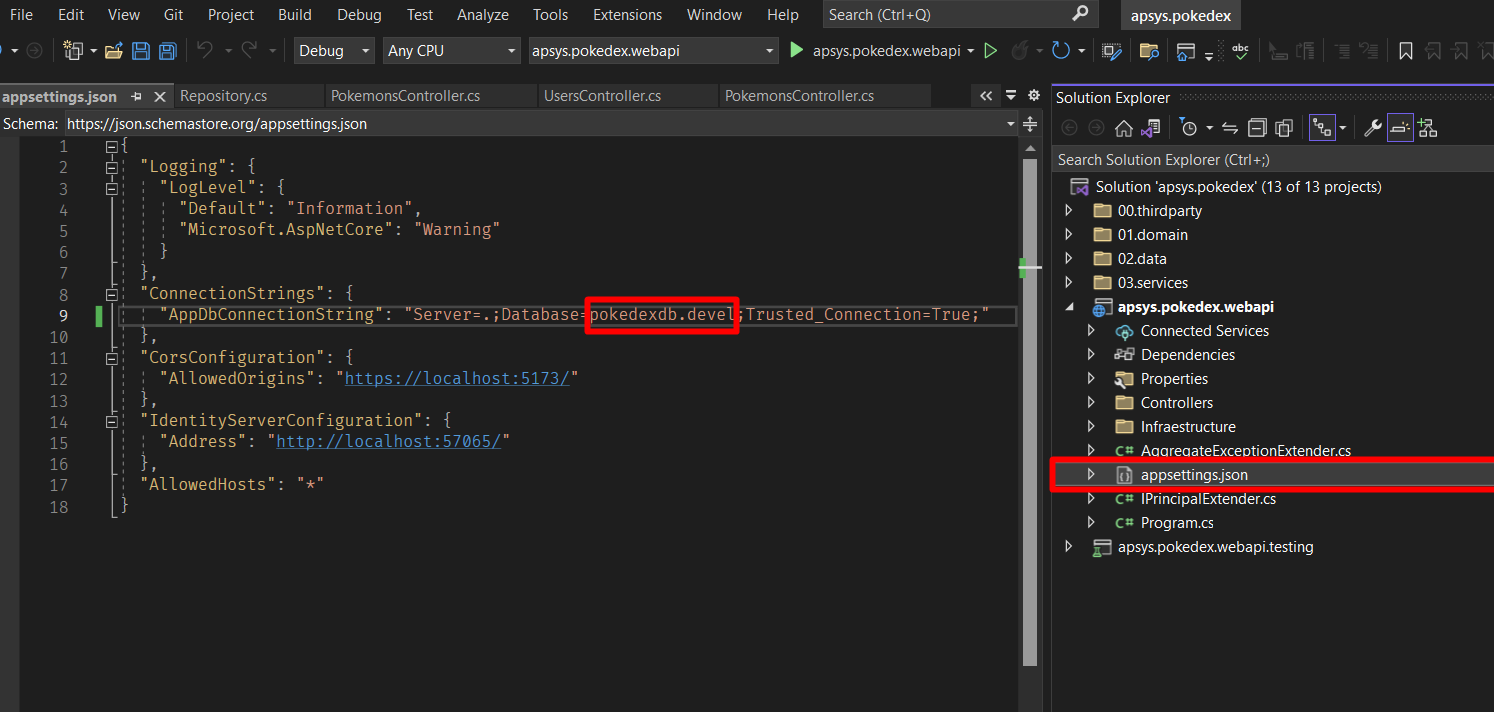 File Edit View Git Project Build Debug Test Analyze Tools Extensions Window Help Search (Ctrl+Q) apsys.pokedex
Debug Any CPU apsys.pokedex.webapi apsys.pokedex.webapi abc
appsettings.json Repository.cs PokemonsController.cs UsersController.cs PokemonsController.cs
Schema: https://json.schemastore.org/appsettings.json
1 {
2 "Logging": {
3 "LogLevel": {
4 "Default": "Information",
5 "Microsoft.AspNetCore": "Warning"
6 }
7 },
8 "ConnectionStrings": {
9 "AppDbConnectionString": "Server=.;Database=pokedexdb.devel;Trusted_Connection=True;"
10 },
11 "CorsConfiguration": {
12 "AllowedOrigins": "https://localhost:5173/"
13 },
14 "IdentityServerConfiguration": {
15 "Address": "http://localhost:57065/"
16 },
17 "AllowedHosts": "*"
18 }
Solution Explorer
Search Solution Explorer (Ctrl+;)
Solution 'apsys.pokedex' (13 of 13 projects)
00.thirdparty
01.domain
02.data
03.services
apsys.pokedex.webapi
Connected Services
Dependencies
Properties
Controllers
Infraestructure
C# AggregateExceptionExtender.cs
appsettings.json
C# IPrincipalExtender.cs
C# Program.cs
apsys.pokedex.webapi.testing